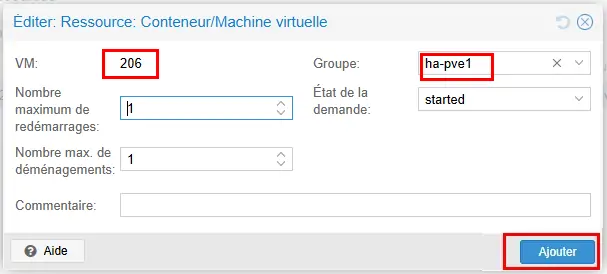 Éditer: Ressource: Conteneur/Machine virtuelle
VM: 206
Groupe: ha-pve1
Nombre maximum de redémarrages: 1
État de la demande: started
Nombre max. de déménagements: 1
Commentaire:
Aide
Ajouter